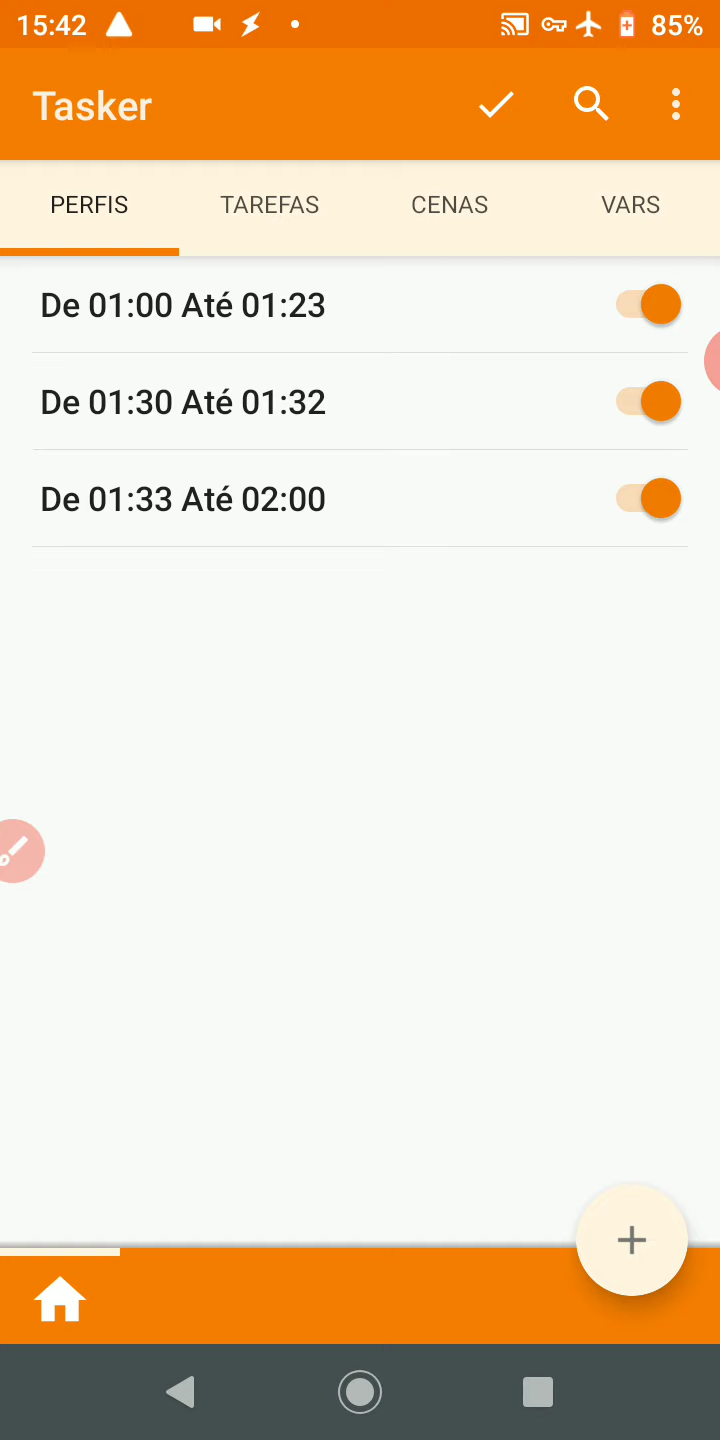 15:42 85%
Tasker
PERFIS TAREFAS CENAS VARS
De 01:00 Até 01:23
De 01:30 Até 01:32
De 01:33 Até 02:00